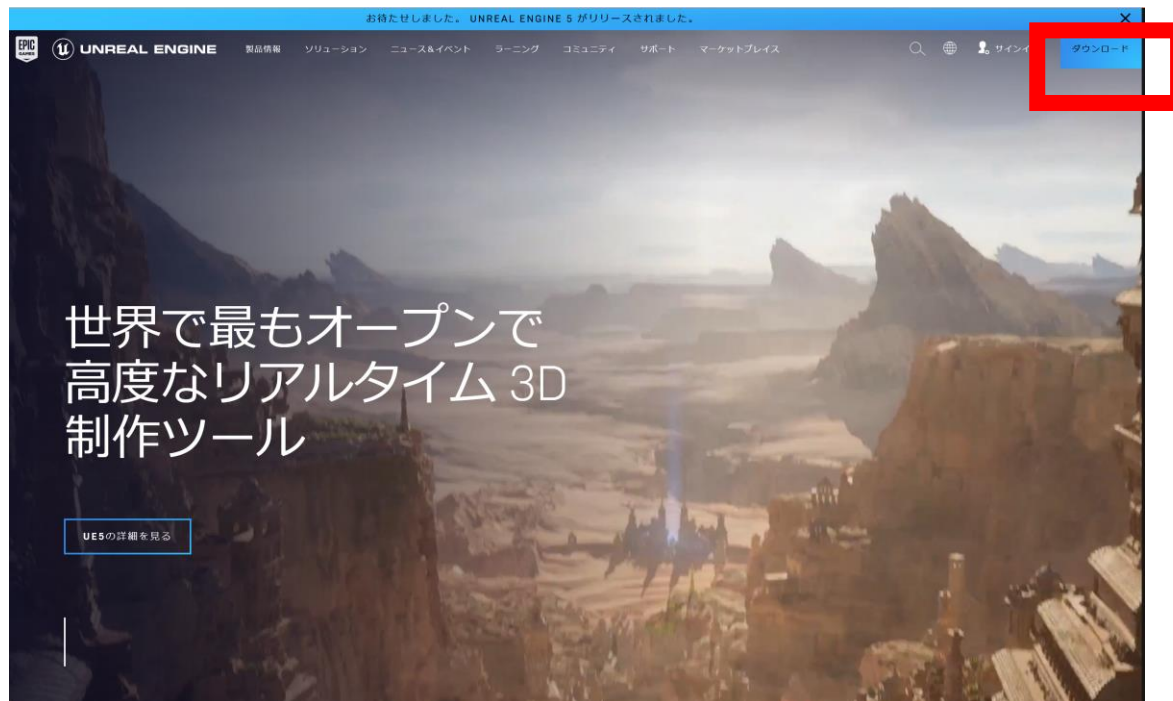 お待たせしました。 UNREAL ENGINE 5 がリリースされました。
EPIC GAMES
UNREAL ENGINE 製品情報 ソリューション ニュース&イベント ラーニング コミュニティ サポート マーケットプレイス サインイ ダウンロード
世界で最もオープンで
高度なリアルタイム 3D
制作ツール
UE5の詳細を見る